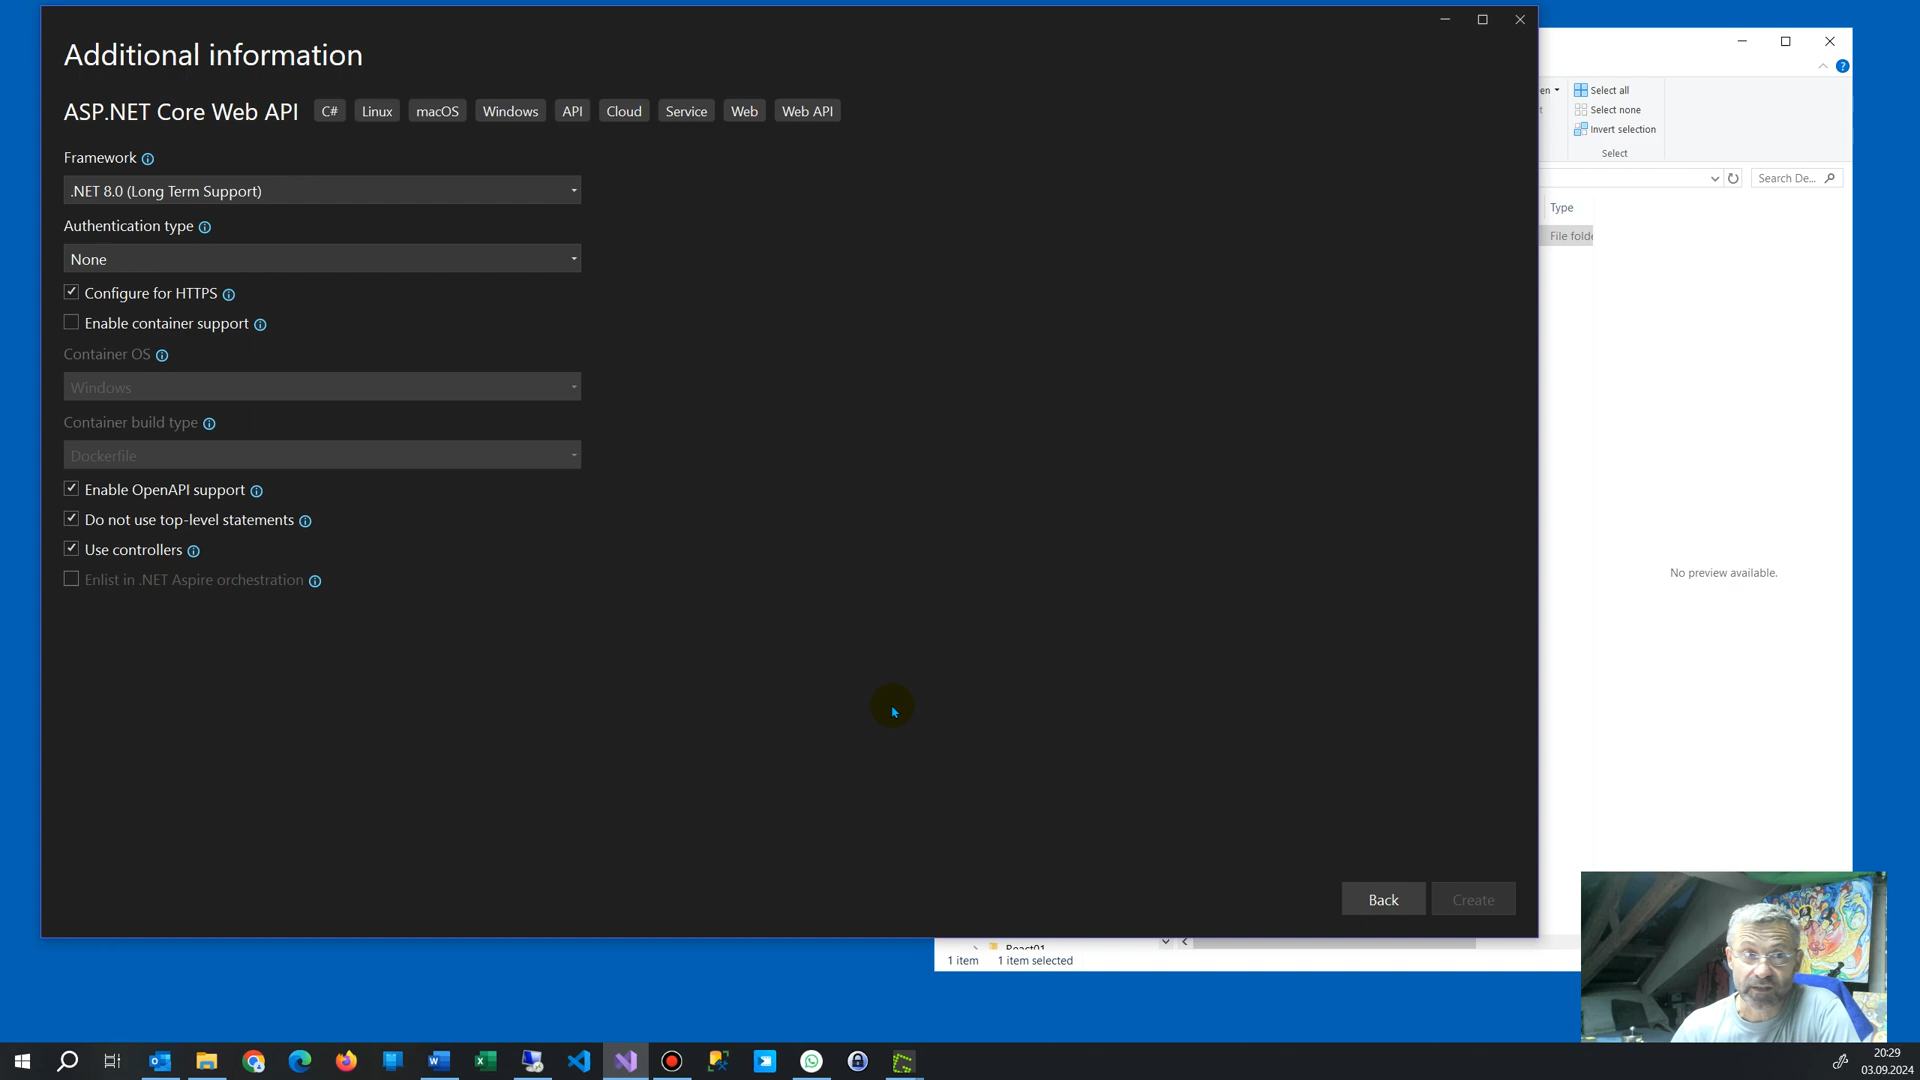 Additional information
ASP.NET Core Web API C# Linux macOS Windows API Cloud Service Web Web API
Framework
.NET 8.0 (Long Term Support)
Authentication type
None
Configure for HTTPS
Enable container support
Container OS
Windows
Container build type
Dockerfile
Enable OpenAPI support
Do not use top-level statements
Use controllers
Enlist in .NET Aspire orchestration
Back Create
Select all
Select none
Invert selection
Select
Search De...
Type
File folde
No preview available.
React01
1 item 1 item selected
20:29
03.09.2024